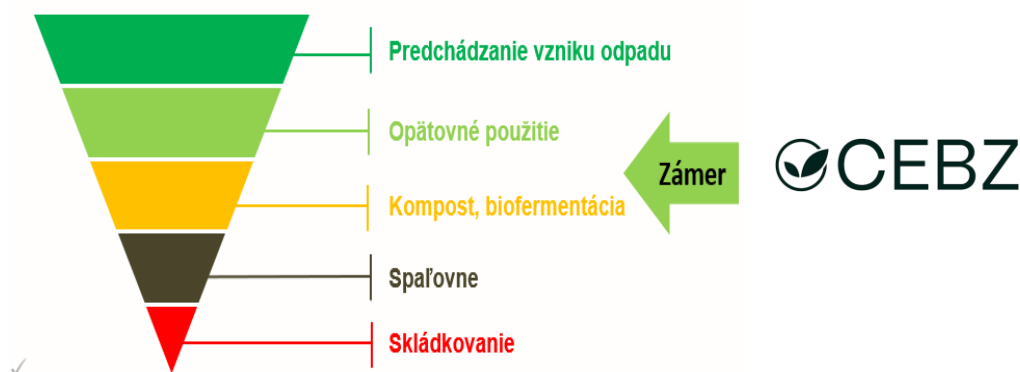 Predchádzanie vzniku odpadu
Opätovné použitie
Zámer
CEBZ
Kompost, biofermentácia
Spaľovne
Skládkovanie